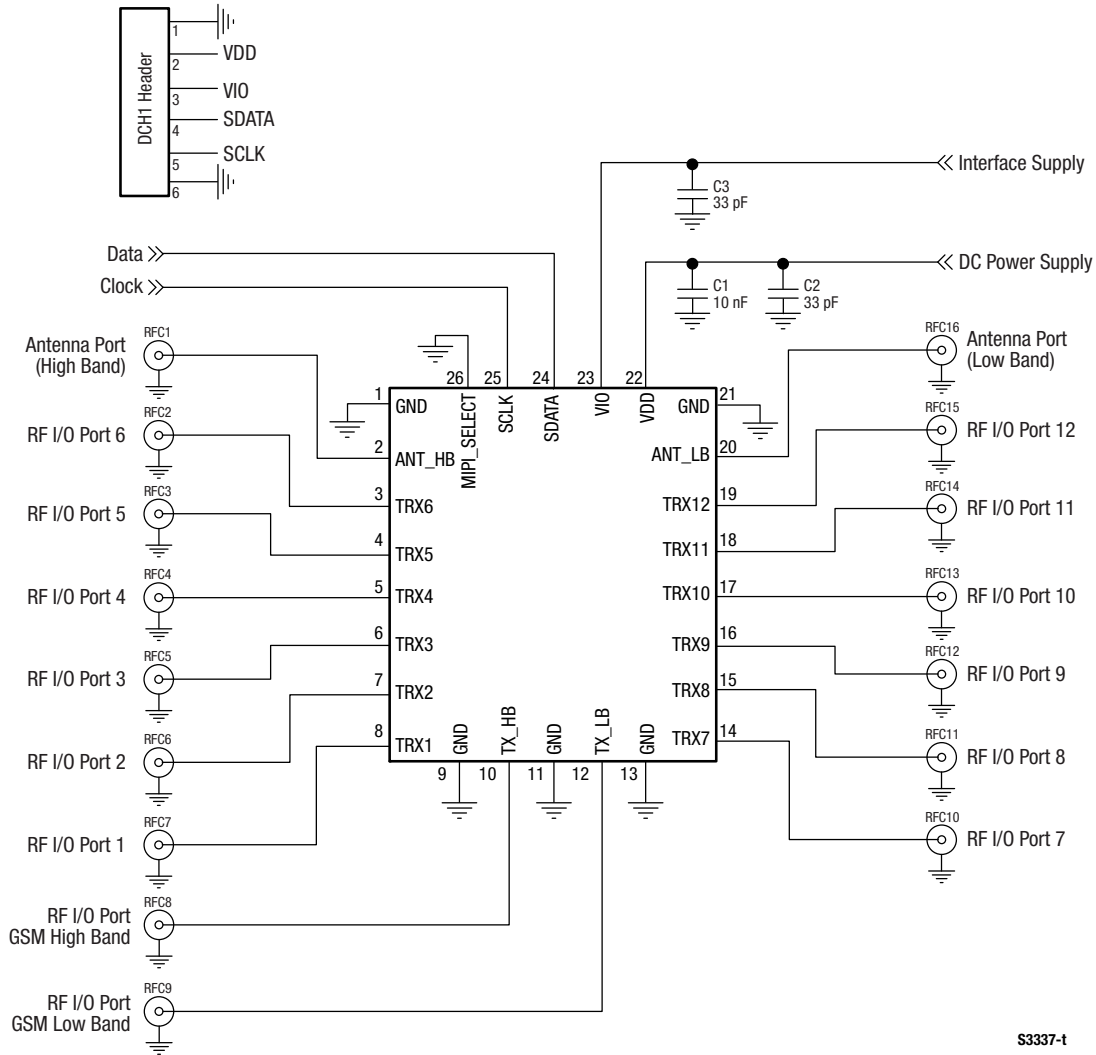 DCH1 Header
1
2
3
4
5
6
VDD
VIO
SDATA
SCLK
Interface Supply
C3
33 pF
Data
Clock
DC Power Supply
C1
10 nF
C2
33 pF
RFC1
Antenna Port
(High Band)
RFC2
RF I/O Port 6
RFC3
RF I/O Port 5
RFC4
RF I/O Port 4
RFC5
RF I/O Port 3
RFC6
RF I/O Port 2
RFC7
RF I/O Port 1
RFC8
RF I/O Port
GSM High Band
RFC9
RF I/O Port
GSM Low Band
26
25
24
23
22
MIPI_SELECT
SCLK
SDATA
VIO
VDD
1
GND
2
ANT_HB
3
TRX6
4
TRX5
5
TRX4
6
TRX3
7
TRX2
8
TRX1
GND
TX_HB
GND
TX_LB
GND
9
10
11
12
13
21
GND
20
ANT_LB
19
TRX12
18
TRX11
17
TRX10
16
TRX9
15
TRX8
14
TRX7
RFC16
Antenna Port
(Low Band)
RFC15
RF I/O Port 12
RFC14
RF I/O Port 11
RFC13
RF I/O Port 10
RFC12
RF I/O Port 9
RFC11
RF I/O Port 8
RFC10
RF I/O Port 7
S3337-t